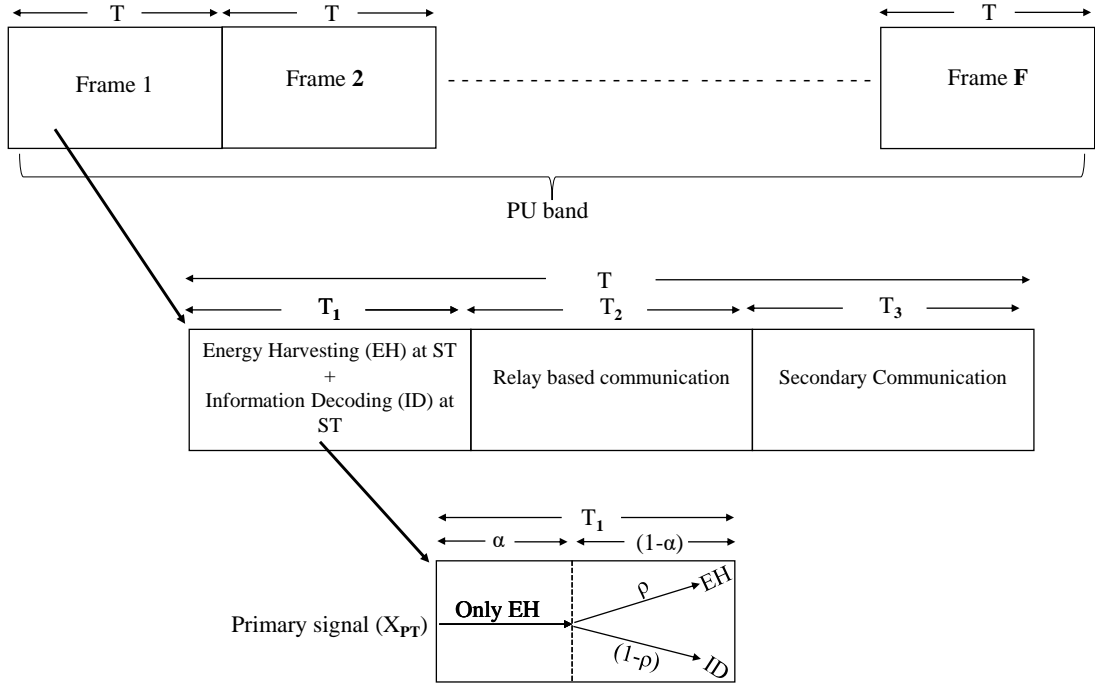 T T T
Frame 1 Frame 2 Frame F
PU band
T
T1 T2 T3
Energy Harvesting (EH) at ST
+
Information Decoding (ID) at
ST
Relay based communication
Secondary Communication
T1
α (1-α)
Primary signal (XPT)
Only EH
ρ
EH
(1-ρ)
ID